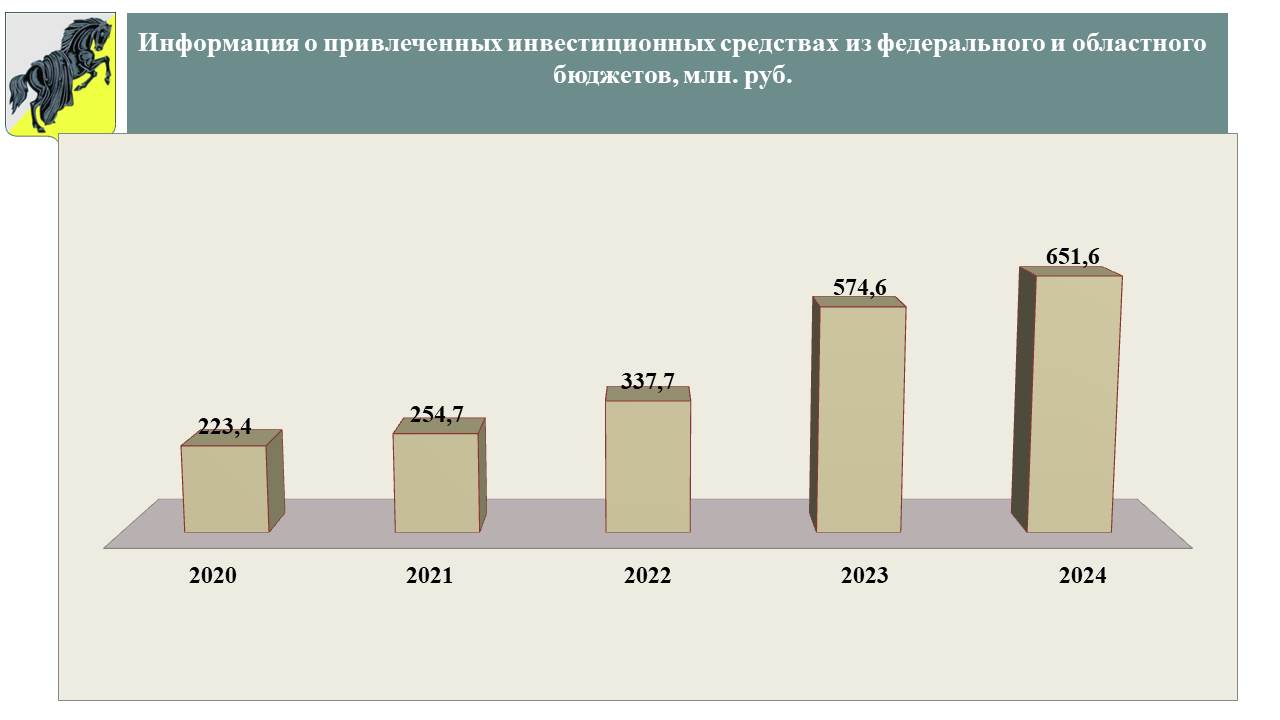 Информация о привлеченных инвестиционных средствах из федерального и областного
бюджетов, млн. руб.
651,6
574,6
337,7
254,7
223,4
2020 2021 2022 2023 2024